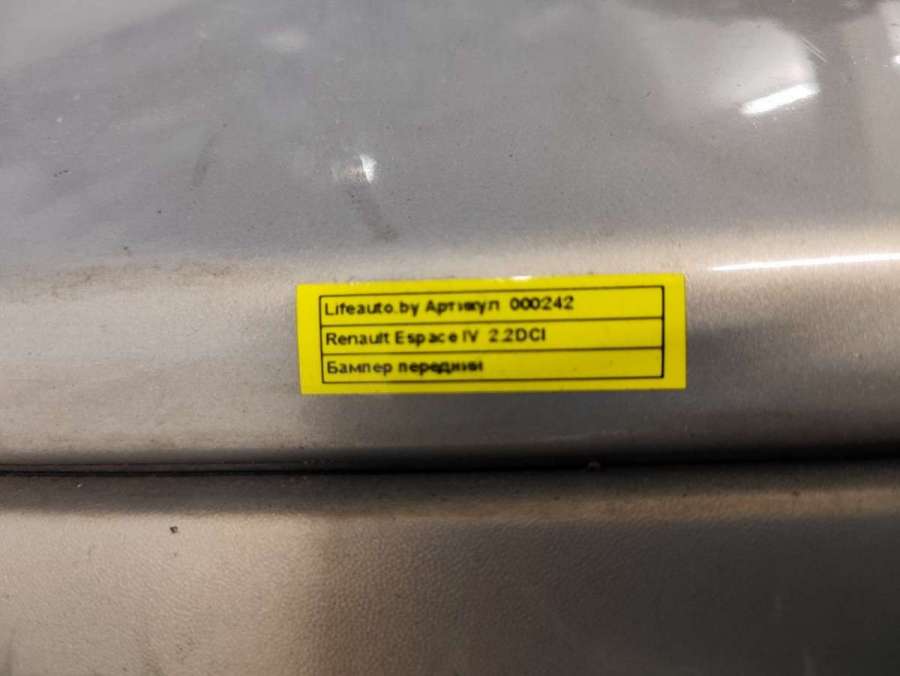 Lifeauto.by Артикул 000242
Renault Espace IV 2.2DCI
Бампер передний